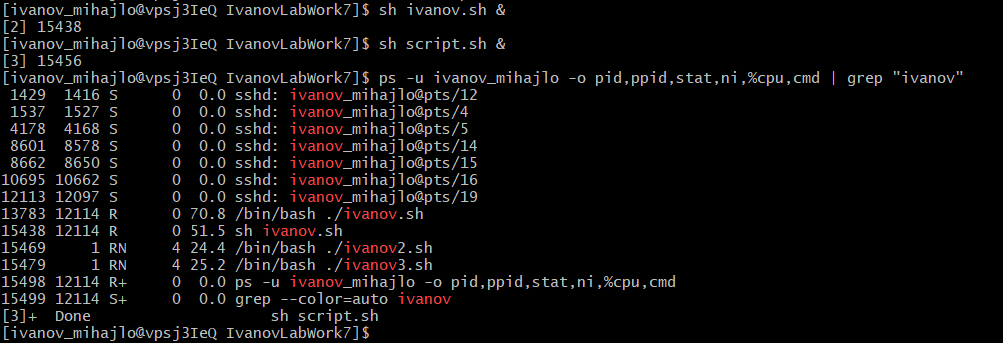 [ivanov_mihajlo@vpsj3IeQ IvanovLabWork7]$ sh ivanov.sh &
[2] 15438
[ivanov_mihajlo@vpsj3IeQ IvanovLabWork7]$ sh script.sh &
[3] 15456
[ivanov_mihajlo@vpsj3IeQ IvanovLabWork7]$ ps -u ivanov_mihajlo -o pid,ppid,stat,ni,%cpu,cmd | grep "ivanov"
 1429  1416 S      0  0.0 sshd: ivanov_mihajlo@pts/12
 1537  1527 S      0  0.0 sshd: ivanov_mihajlo@pts/4
 4178  4168 S      0  0.0 sshd: ivanov_mihajlo@pts/5
 8601  8578 S      0  0.0 sshd: ivanov_mihajlo@pts/14
 8662  8650 S      0  0.0 sshd: ivanov_mihajlo@pts/15
10695 10662 S      0  0.0 sshd: ivanov_mihajlo@pts/16
12113 12097 S      0  0.0 sshd: ivanov_mihajlo@pts/19
13783 12114 R      0 70.8 /bin/bash ./ivanov.sh
15438 12114 R      0 51.5 sh ivanov.sh
15469     1 RN     4 24.4 /bin/bash ./ivanov2.sh
15479     1 RN     4 25.2 /bin/bash ./ivanov3.sh
15498 12114 R+     0  0.0 ps -u ivanov_mihajlo -o pid,ppid,stat,ni,%cpu,cmd
15499 12114 S+     0  0.0 grep --color=auto ivanov
[3]+  Done                    sh script.sh
[ivanov_mihajlo@vpsj3IeQ IvanovLabWork7]$